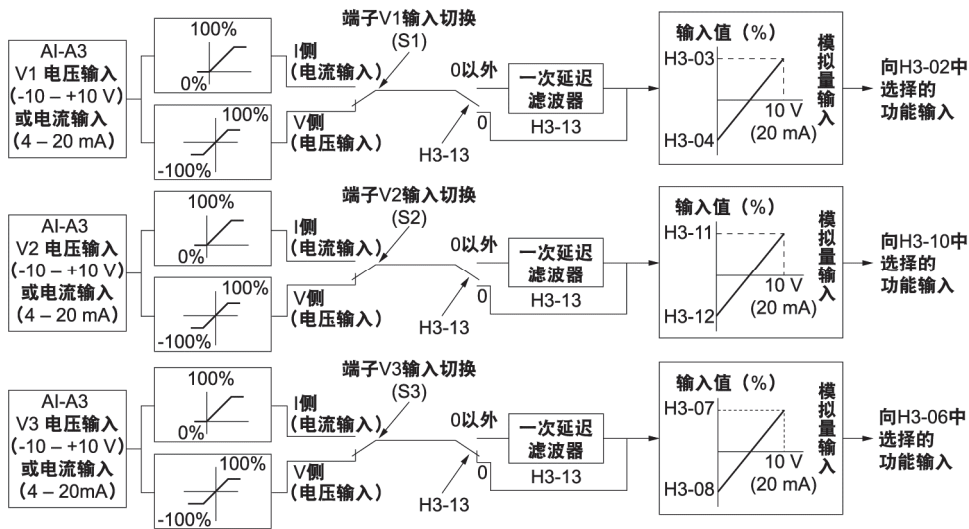 AI-A3
V1 电压输入
(-10 – +10 V)
或电流输入
(4 – 20 mA)
100%
0%
100%
-100%
I侧
(电流输入)
V侧
(电压输入)
端子V1输入切换
(S1)
0以外
0
H3-13
一次延迟
滤波器
H3-13
输入值 (%)
H3-03
H3-04
10 V
(20 mA)
模拟量输入
向H3-02中
选择的
功能输入
AI-A3
V2 电压输入
(-10 – +10 V)
或电流输入
(4 – 20 mA)
100%
0%
100%
-100%
I侧
(电流输入)
V侧
(电压输入)
端子V2输入切换
(S2)
0以外
0
H3-13
一次延迟
滤波器
H3-13
输入值 (%)
H3-11
H3-12
10 V
(20 mA)
模拟量输入
向H3-10中
选择的
功能输入
AI-A3
V3 电压输入
(-10 – +10 V)
或电流输入
(4 – 20mA)
100%
0%
100%
-100%
I侧
(电流输入)
V侧
(电压输入)
端子V3输入切换
(S3)
0以外
0
H3-13
一次延迟
滤波器
H3-13
输入值 (%)
H3-07
H3-08
10 V
(20 mA)
模拟量输入
向H3-06中
选择的
功能输入